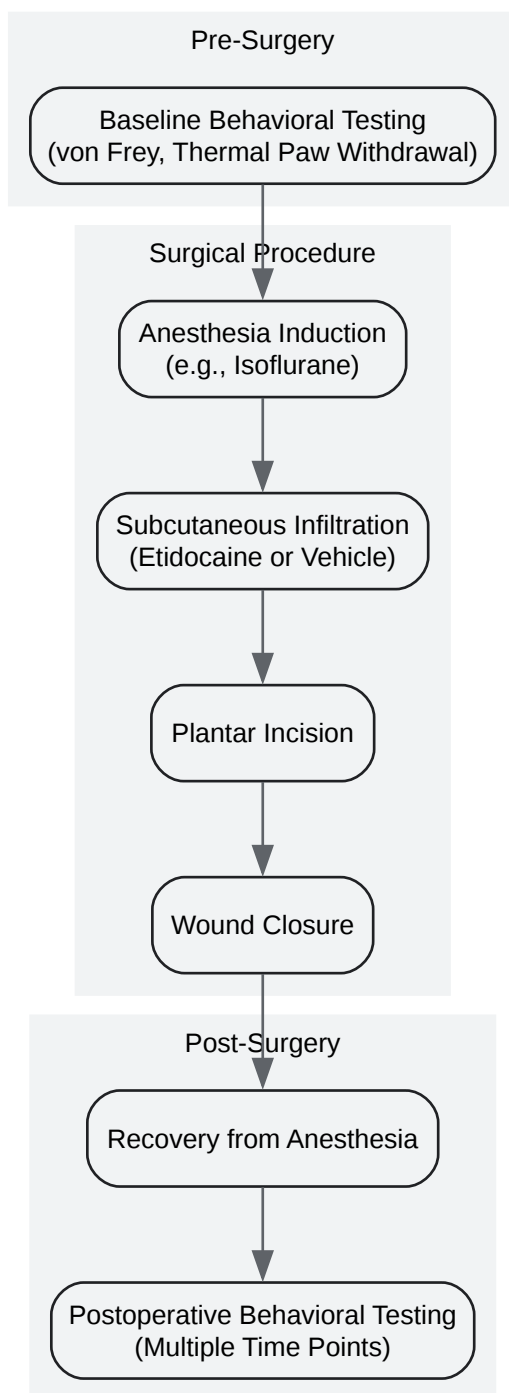 Pre-Surgery
Baseline Behavioral Testing
(von Frey, Thermal Paw Withdrawal)
Surgical Procedure
Anesthesia Induction
(e.g., Isoflurane)
Subcutaneous Infiltration
(Etidocaine or Vehicle)
Plantar Incision
Wound Closure
Post-Surgery
Recovery from Anesthesia
Postoperative Behavioral Testing
(Multiple Time Points)